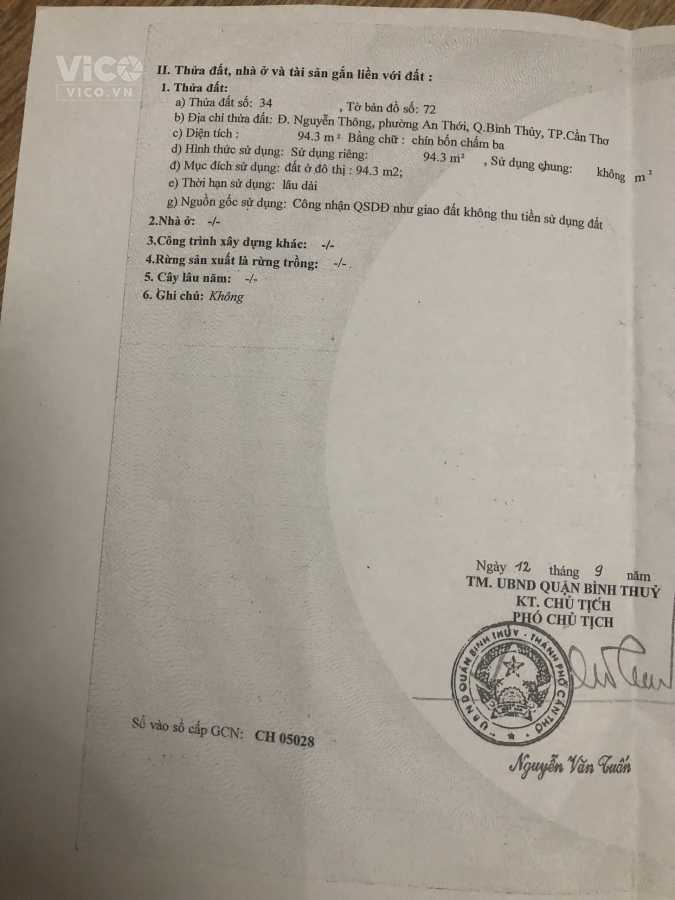 ViCO
VICO.VN
II. Thửa đất, nhà ở và tài sản gắn liền với đất :
1. Thửa đất:
a) Thửa đất số: 34 , Tờ bản đồ số: 72
b) Địa chỉ thửa đất: Đ. Nguyễn Thông, phường An Thới, Q.Bình Thủy, TP.Cần Thơ
c) Diện tích : 94.3 m² Bằng chữ : chín bốn chấm ba
d) Hình thức sử dụng: Sử dụng riêng: 94.3 m² , Sử dụng chung: không m²
đ) Mục đích sử dụng: đất ở đô thị : 94.3 m2;
e) Thời hạn sử dụng: lâu dài
g) Nguồn gốc sử dụng: Công nhận QSDĐ như giao đất không thu tiền sử dụng đất
2.Nhà ở: -/-
3.Công trình xây dựng khác: -/-
4.Rừng sản xuất là rừng trồng: -/-
5. Cây lâu năm: -/-
6. Ghi chú: Không
Ngày 12 tháng 9 năm
TM. UBND QUẬN BÌNH THUỶ
KT. CHỦ TỊCH
PHÓ CHỦ TỊCH
U.B.N.D QUẬN BÌNH THỦY - THÀNH PHỐ CẦN THƠ
Số vào sổ cấp GCN: CH 05028
Nguyễn Văn Tuấn